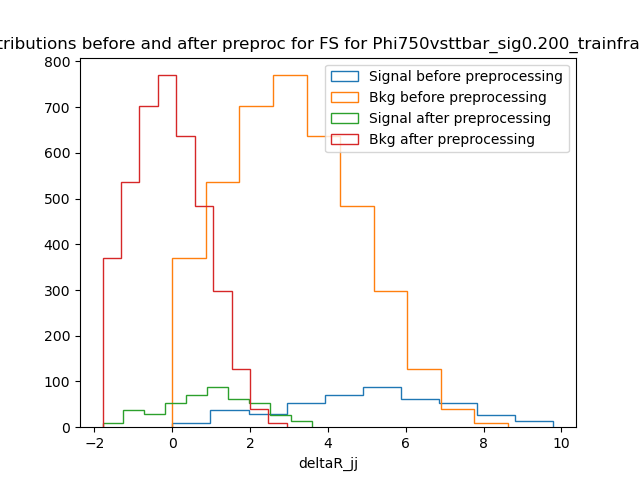 tributions before and after preproc for FS for Phi750vsttbar_sig0.200_trainfra
Signal before preprocessing
Bkg before preprocessing
Signal after preprocessing
Bkg after preprocessing
800
700
600
500
400
300
200
100
0
−2 0 2 4 6 8 10
deltaR_jj